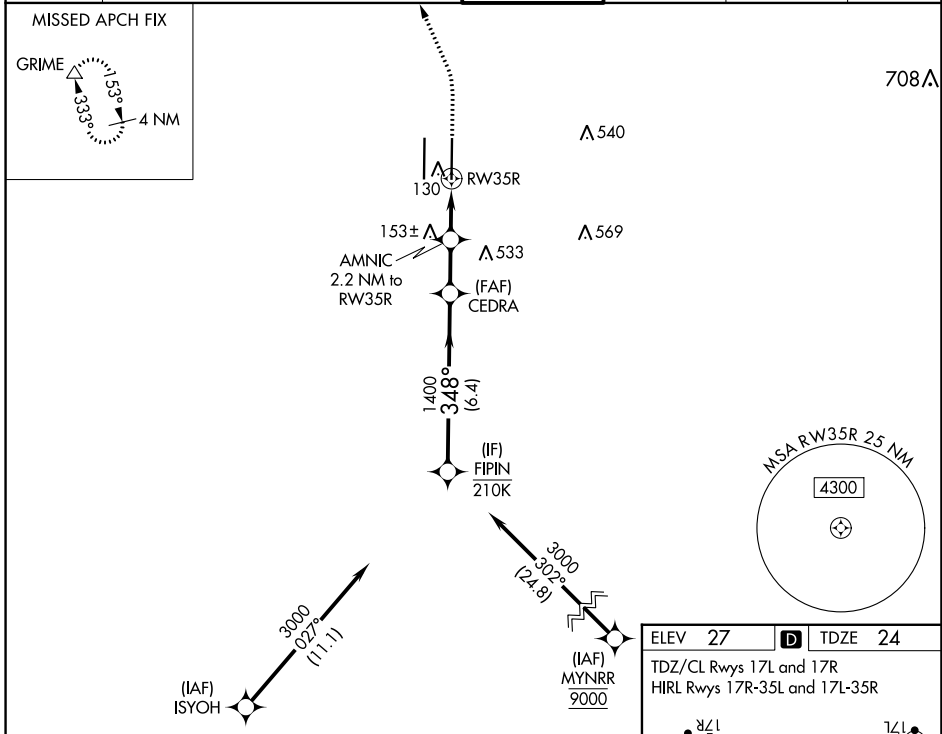 MISSED APCH FIX
GRIME
153°
333°
4 NM
708
540
130
RW35R
153±
569
533
AMNIC
2.2 NM to
RW35R
(FAF)
CEDRA
1400
348°
(6.4)
(IF)
FIPIN
210K
MSA RW35R 25 NM
4300
3000
302°
(24.8)
3000
027°
(11.1)
(IAF)
ISYOH
(IAF)
MYNRR
9000
ELEV 27 D TDZE 24
TDZ/CL Rwys 17L and 17R
HIRL Rwys 17R-35L and 17L-35R
17R
17L